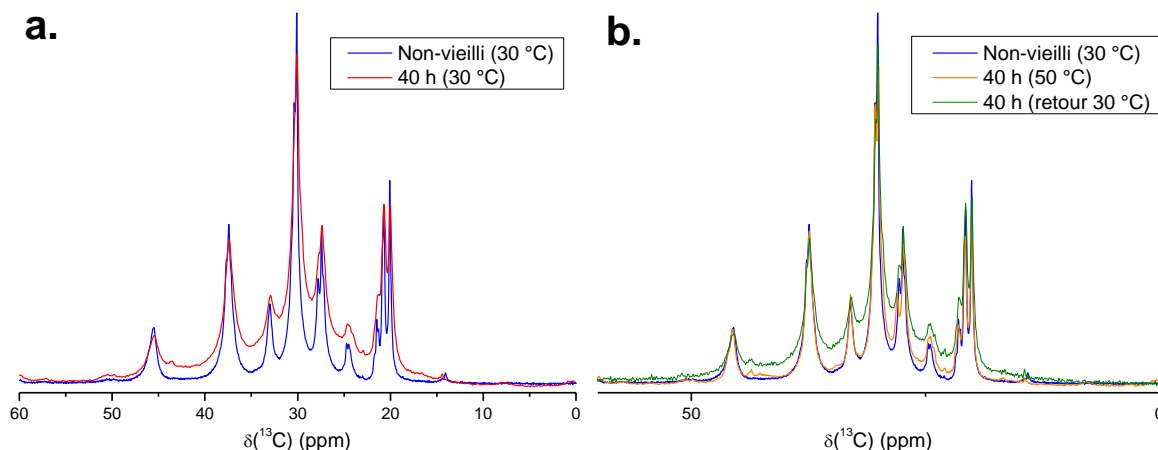 a.
Non-vieilli (30 °C)
40 h (30 °C)
60 50 40 30 20 10 0
δ(¹³C) (ppm)
b.
Non-vieilli (30 °C)
40 h (50 °C)
40 h (retour 30 °C)
50 0
δ(¹³C) (ppm)